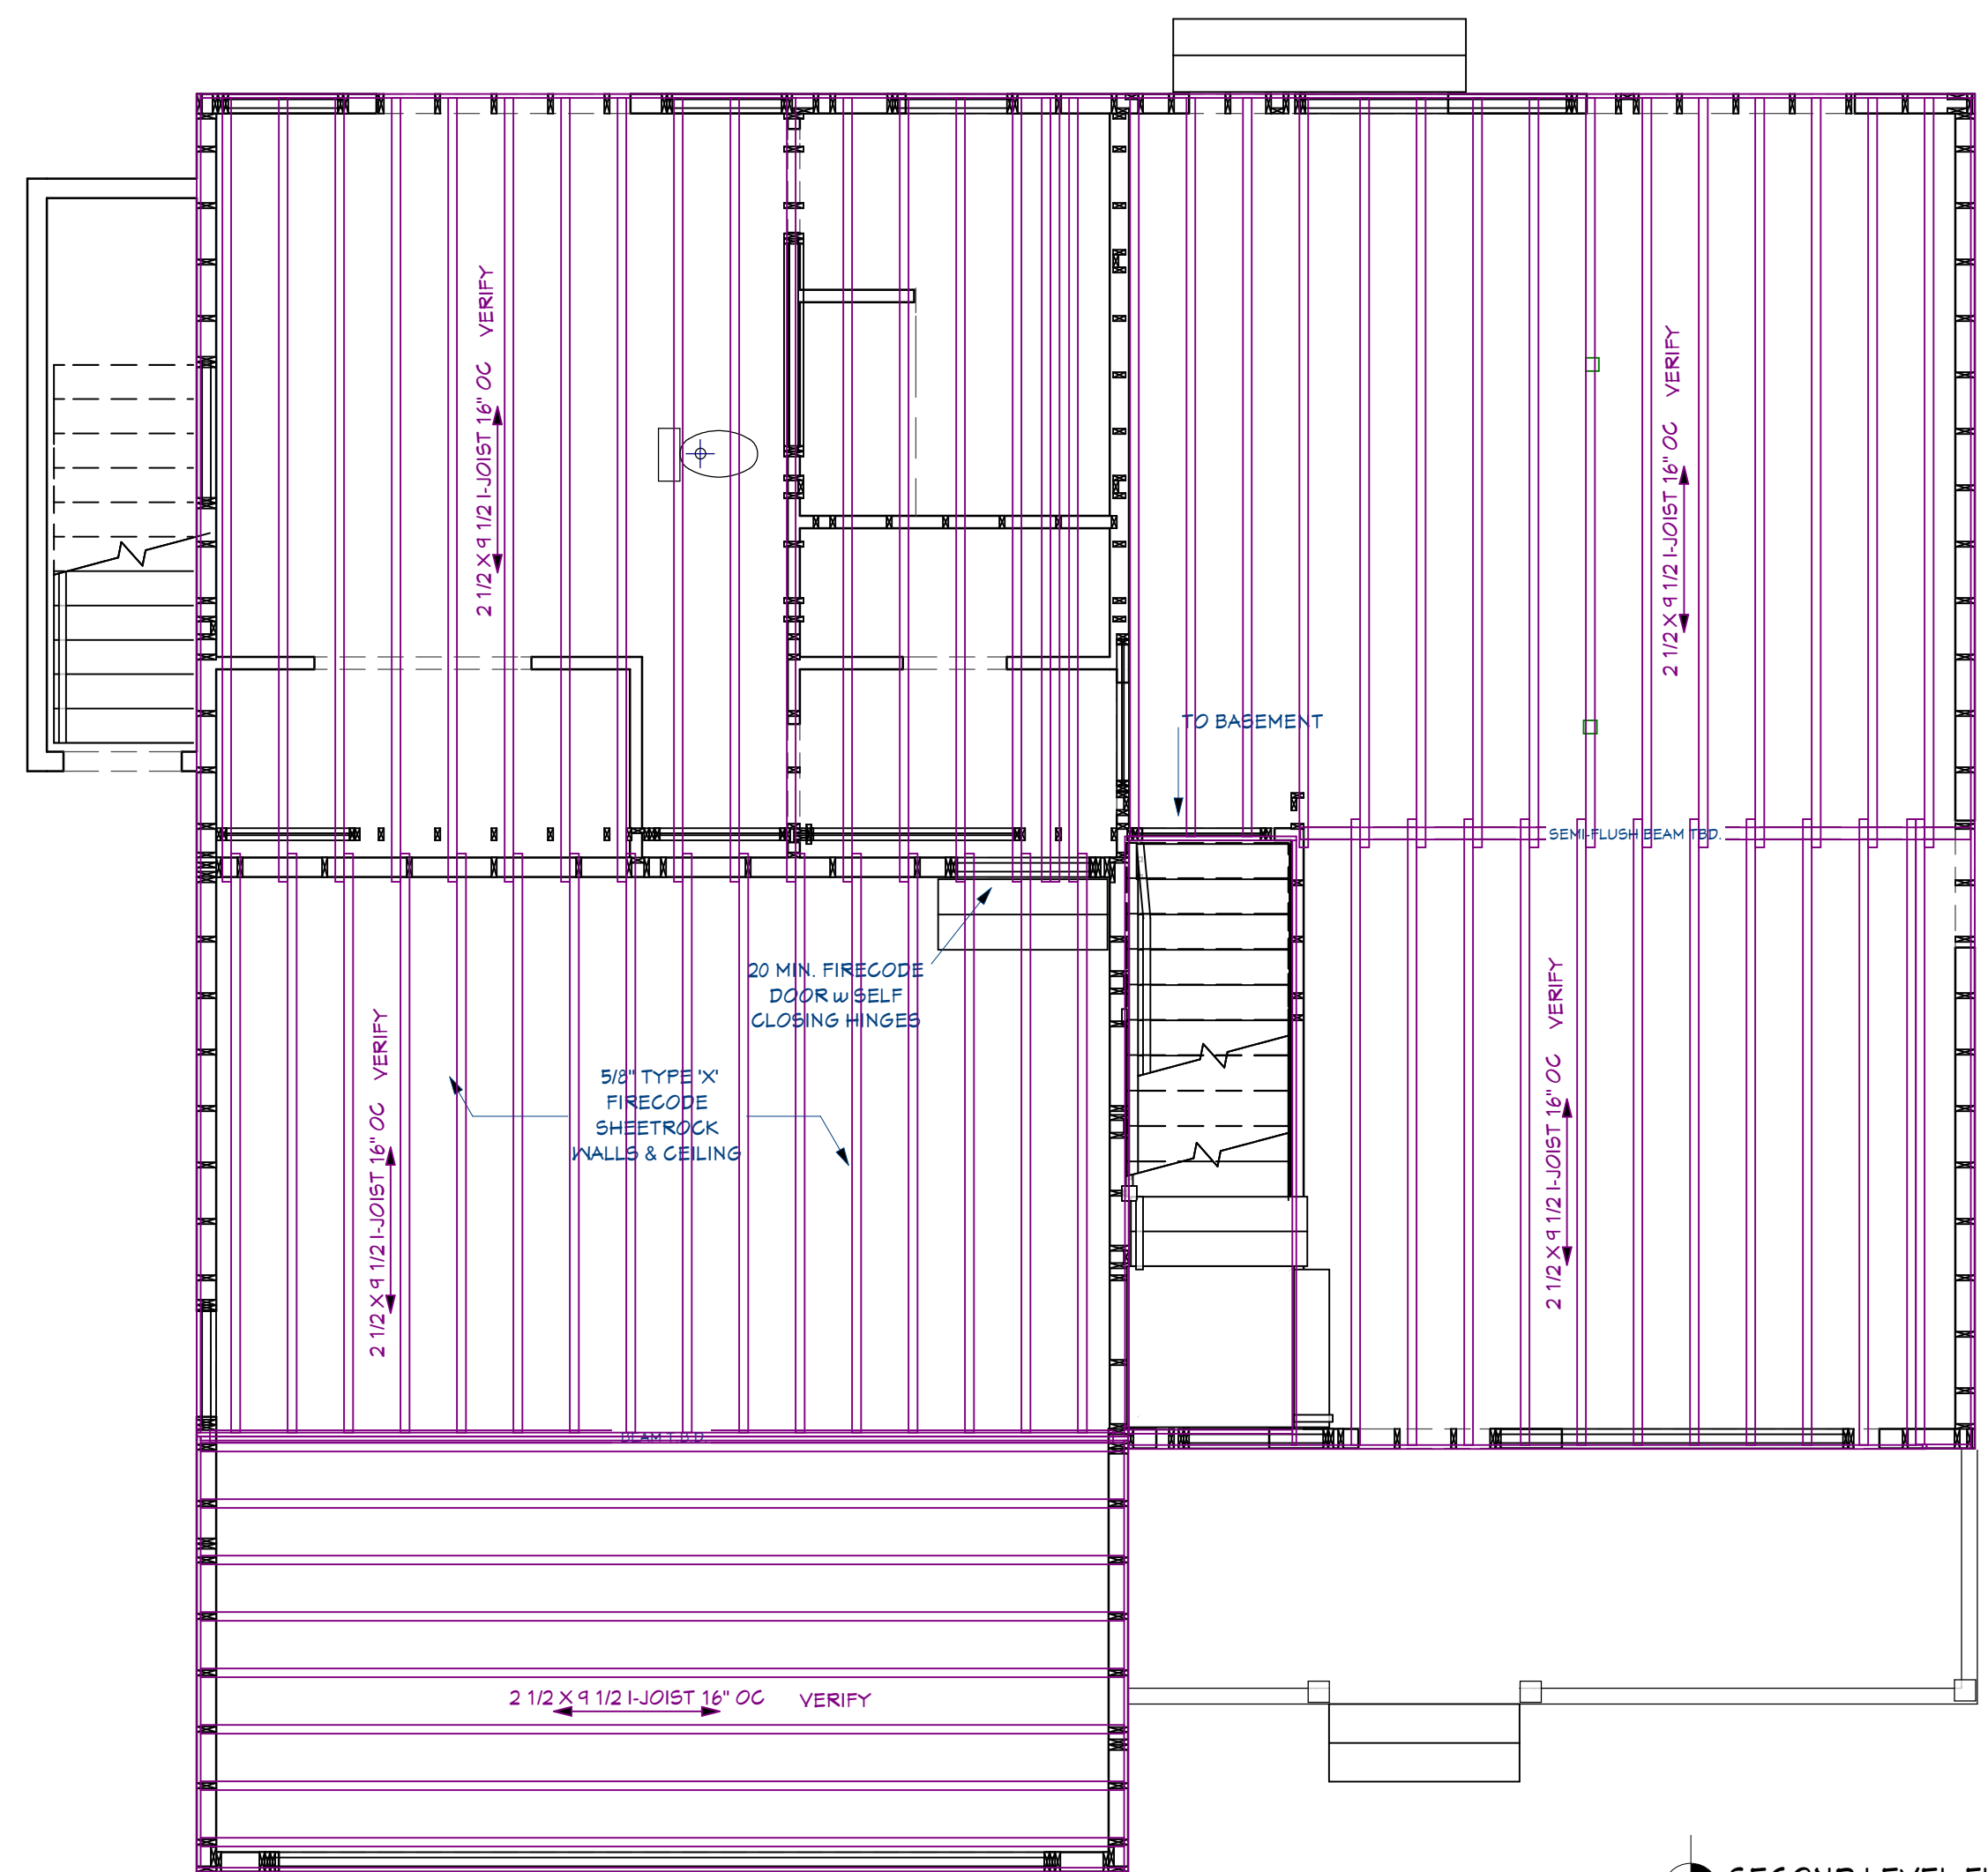 2 1/2 X 9 1/2 I-JOIST 16" OC VERIFY
2 1/2 X 9 1/2 I-JOIST 16" OC VERIFY
TO BASEMENT
SEMI-FLUSH BEAM TBD.
20 MIN. FIRECODE
DOOR w SELF
CLOSING HINGES
5/8" TYPE 'X'
FIRECODE
SHEETROCK
WALLS & CEILING
2 1/2 X 9 1/2 I-JOIST 16" OC VERIFY
2 1/2 X 9 1/2 I-JOIST 16" OC VERIFY
BEAM T.B.D.
2 1/2 X 9 1/2 I-JOIST 16" OC VERIFY
SECOND LEVEL